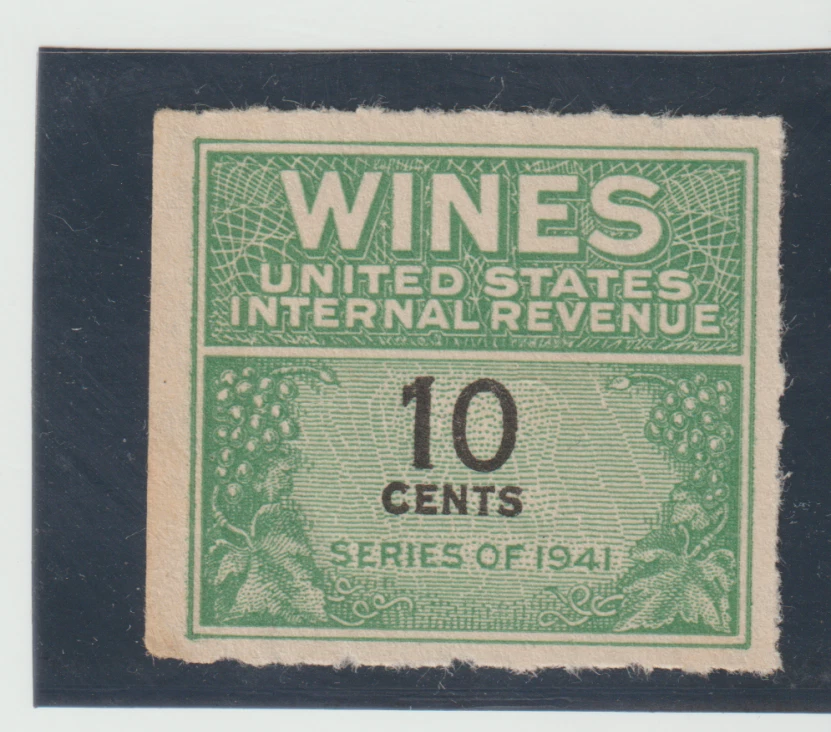 WINES
UNITED STATES
INTERNAL REVENUE
10
CENTS
SERIES OF 1941